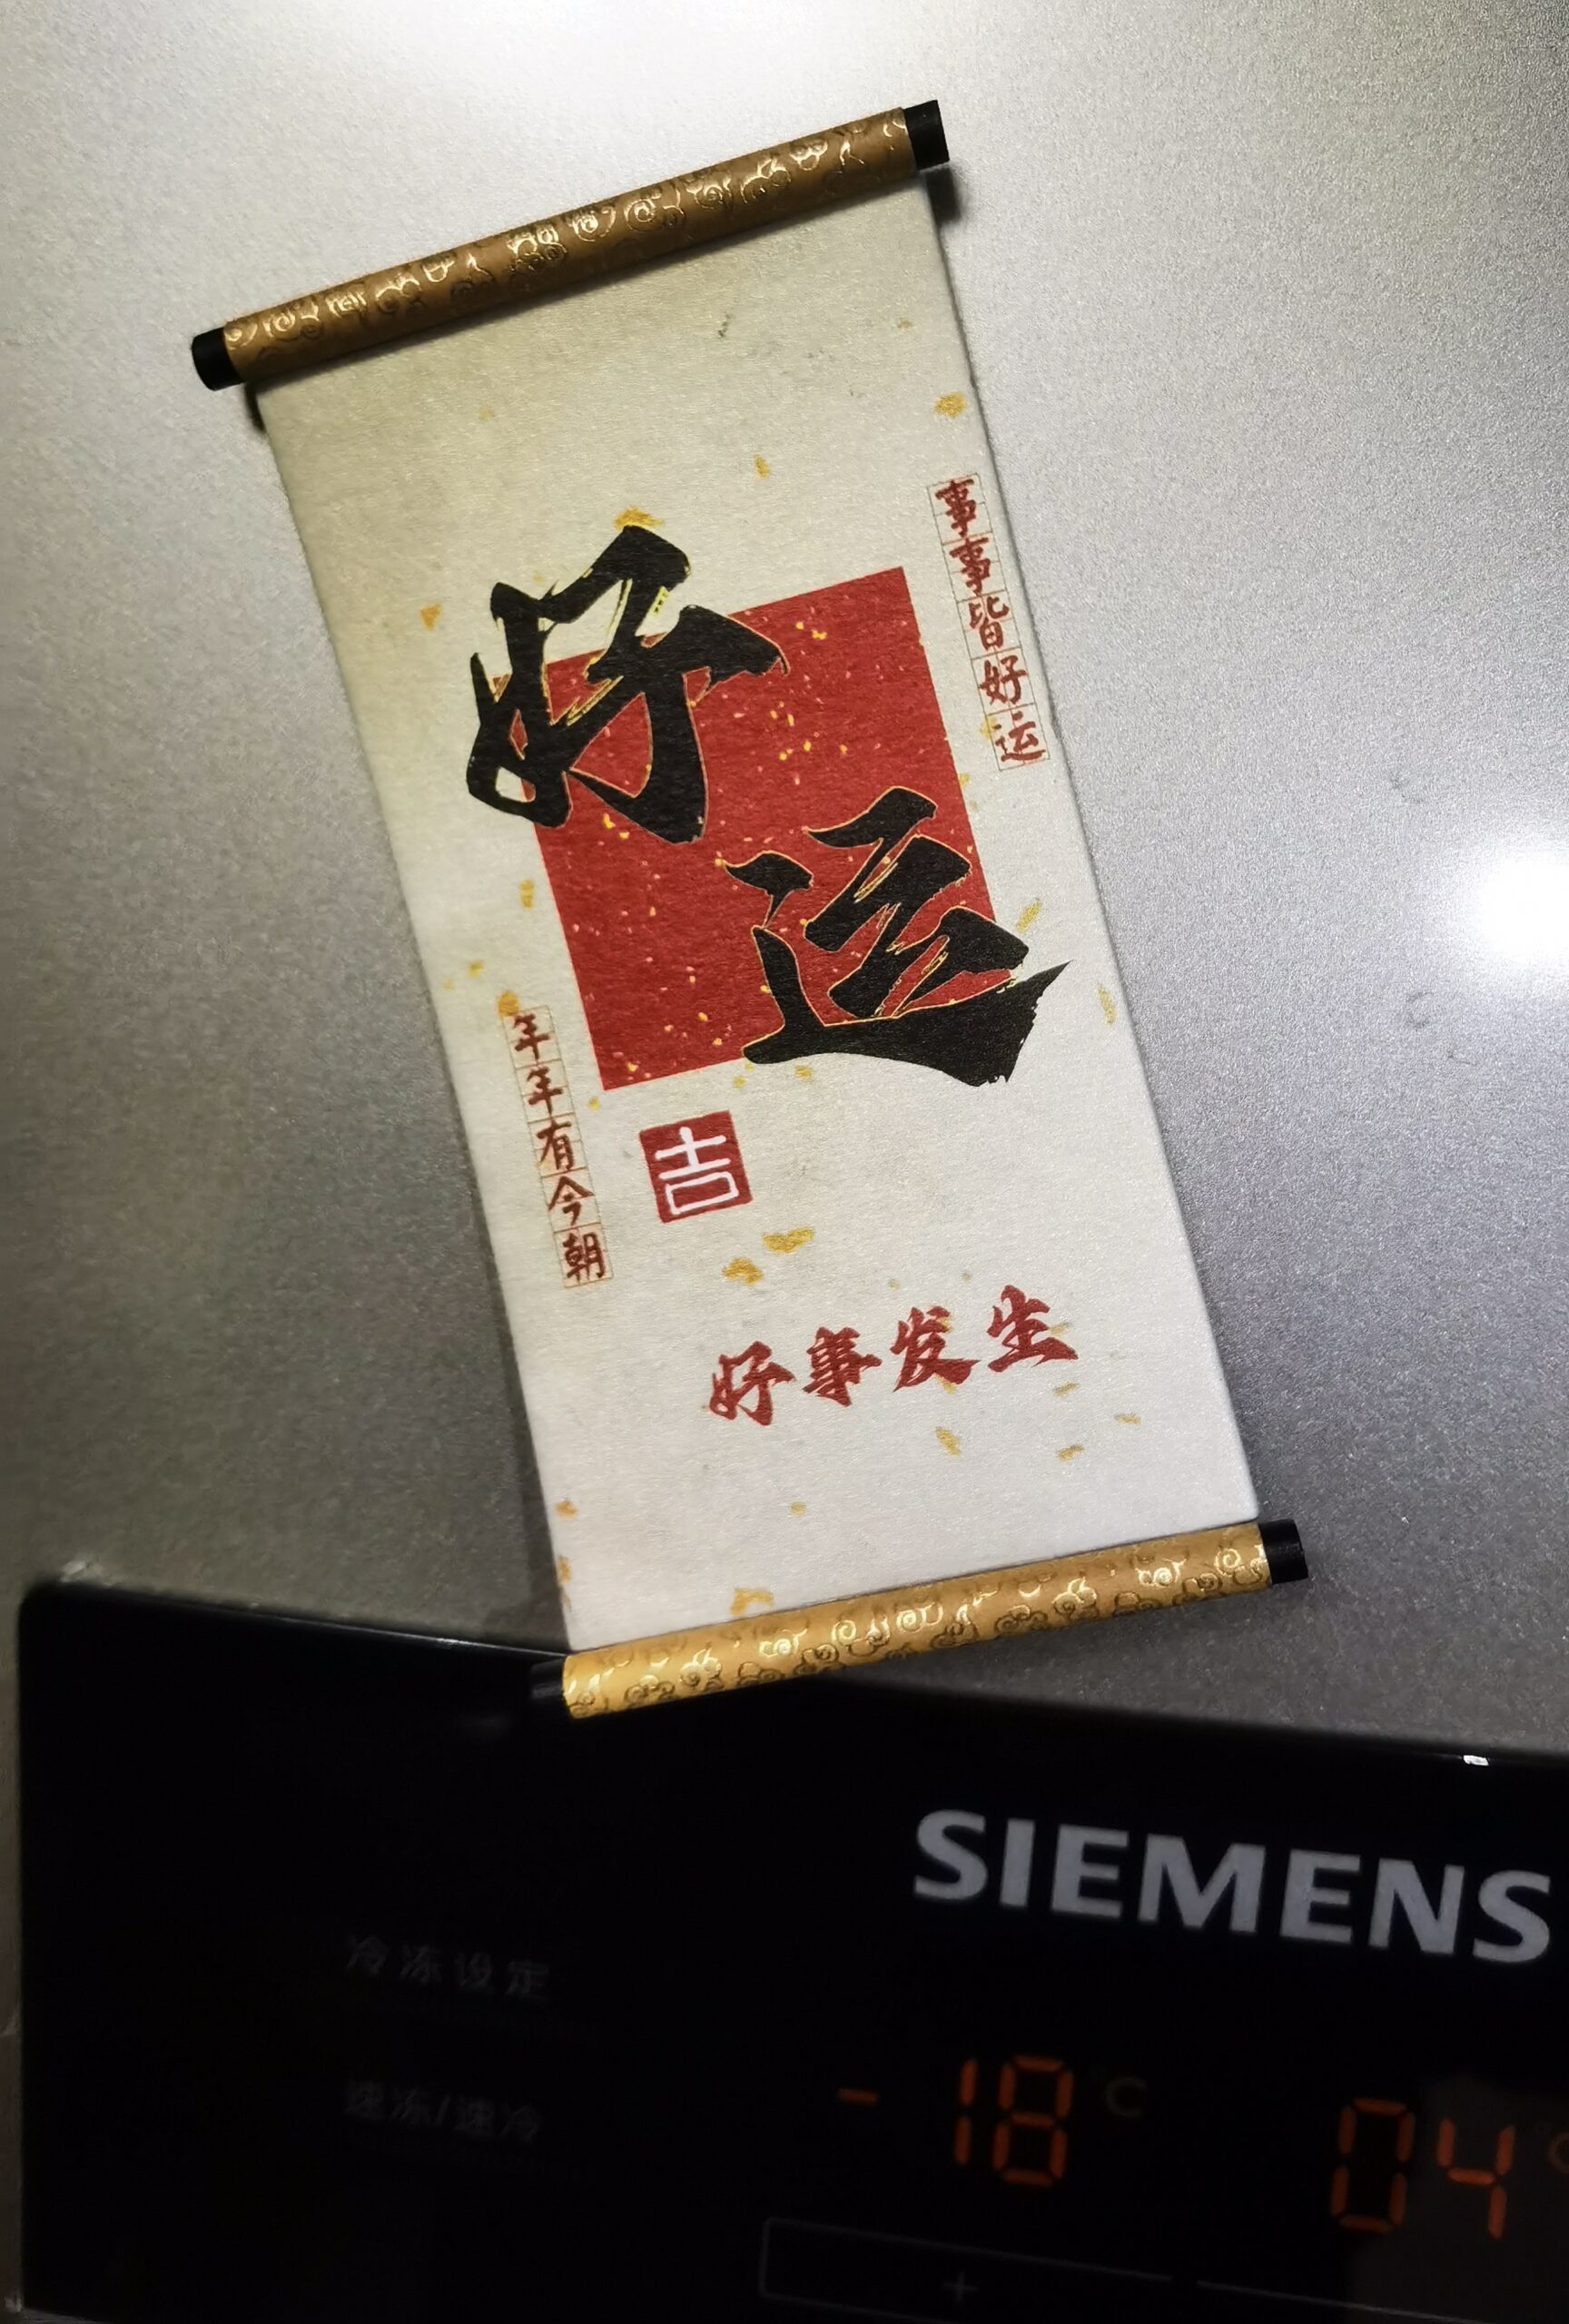 好运
事事皆好运
年年有今朝
吉
好事发生
SIEMENS
冷冻设定
-18°C
04°C
速冻/速冷
+